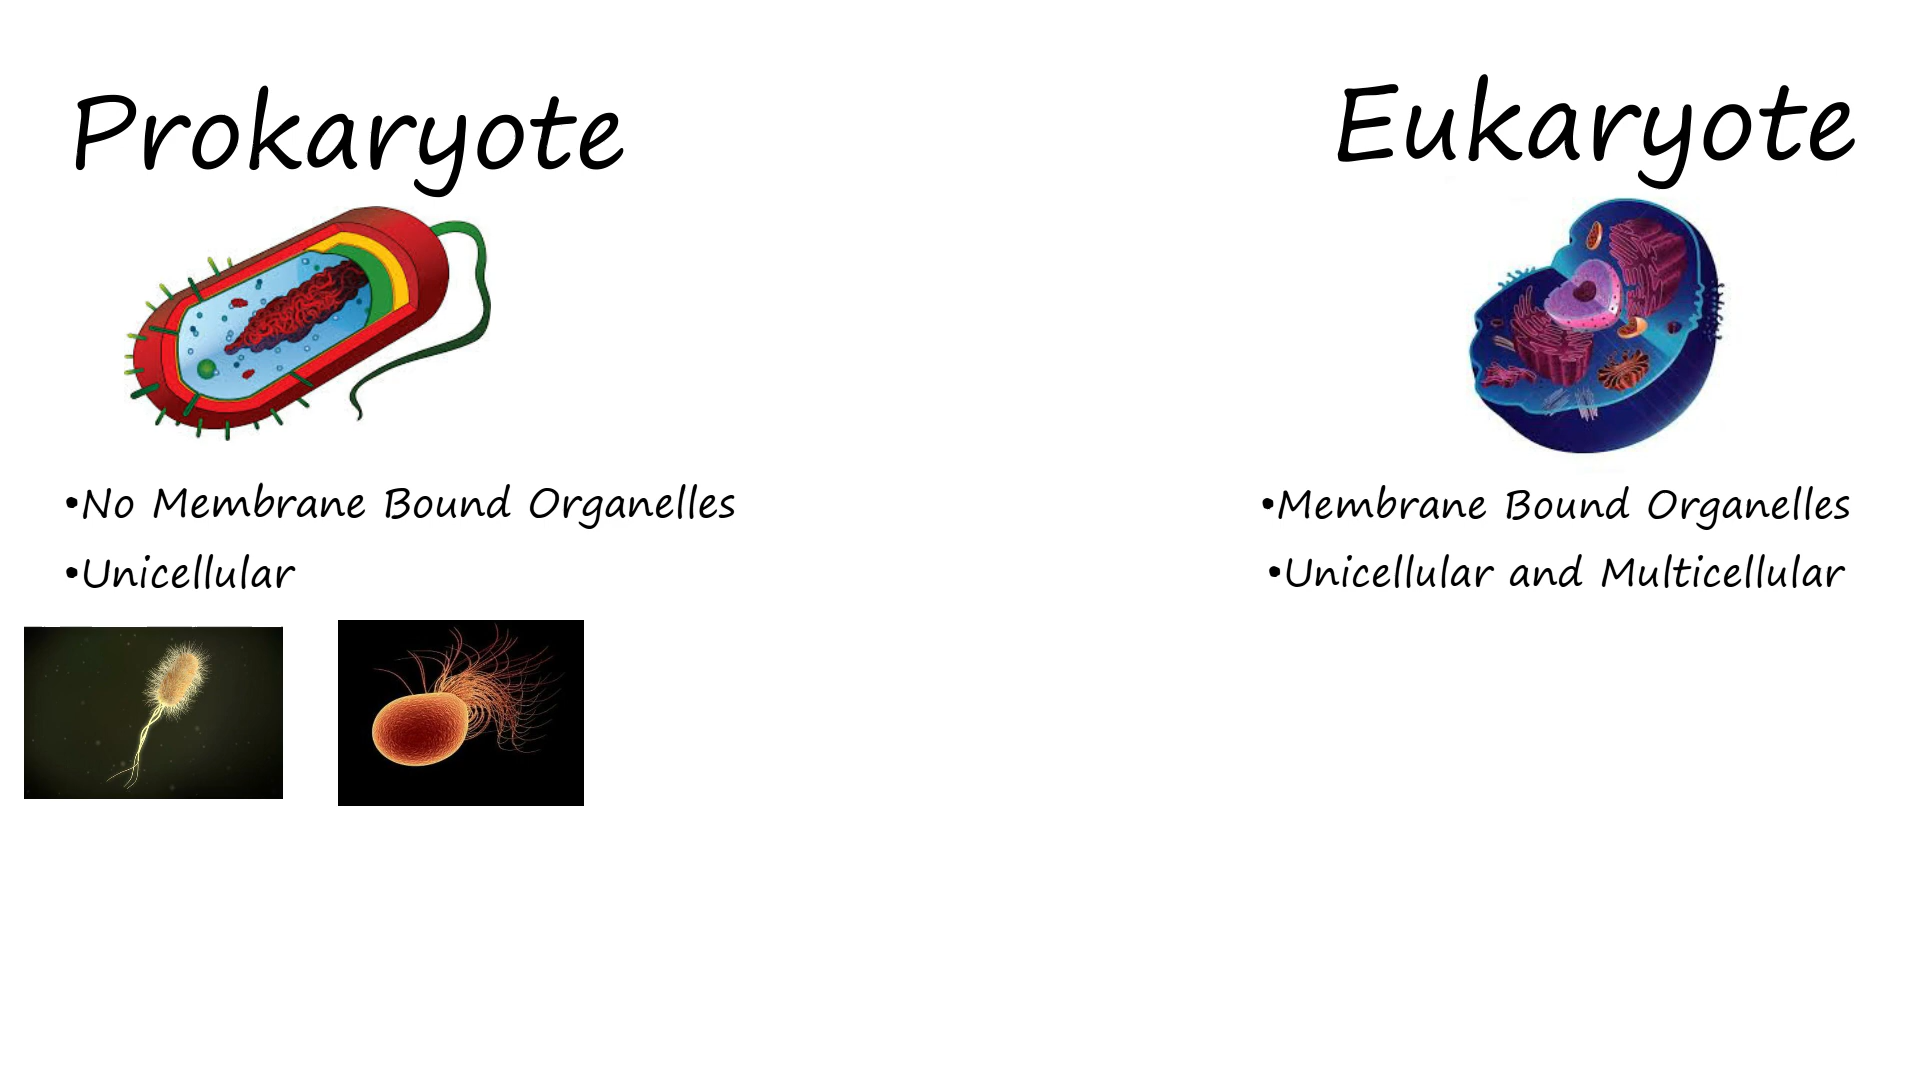 Prokaryote
Eukaryote
•No Membrane Bound Organelles
•Unicellular
•Membrane Bound Organelles
•Unicellular and Multicellular